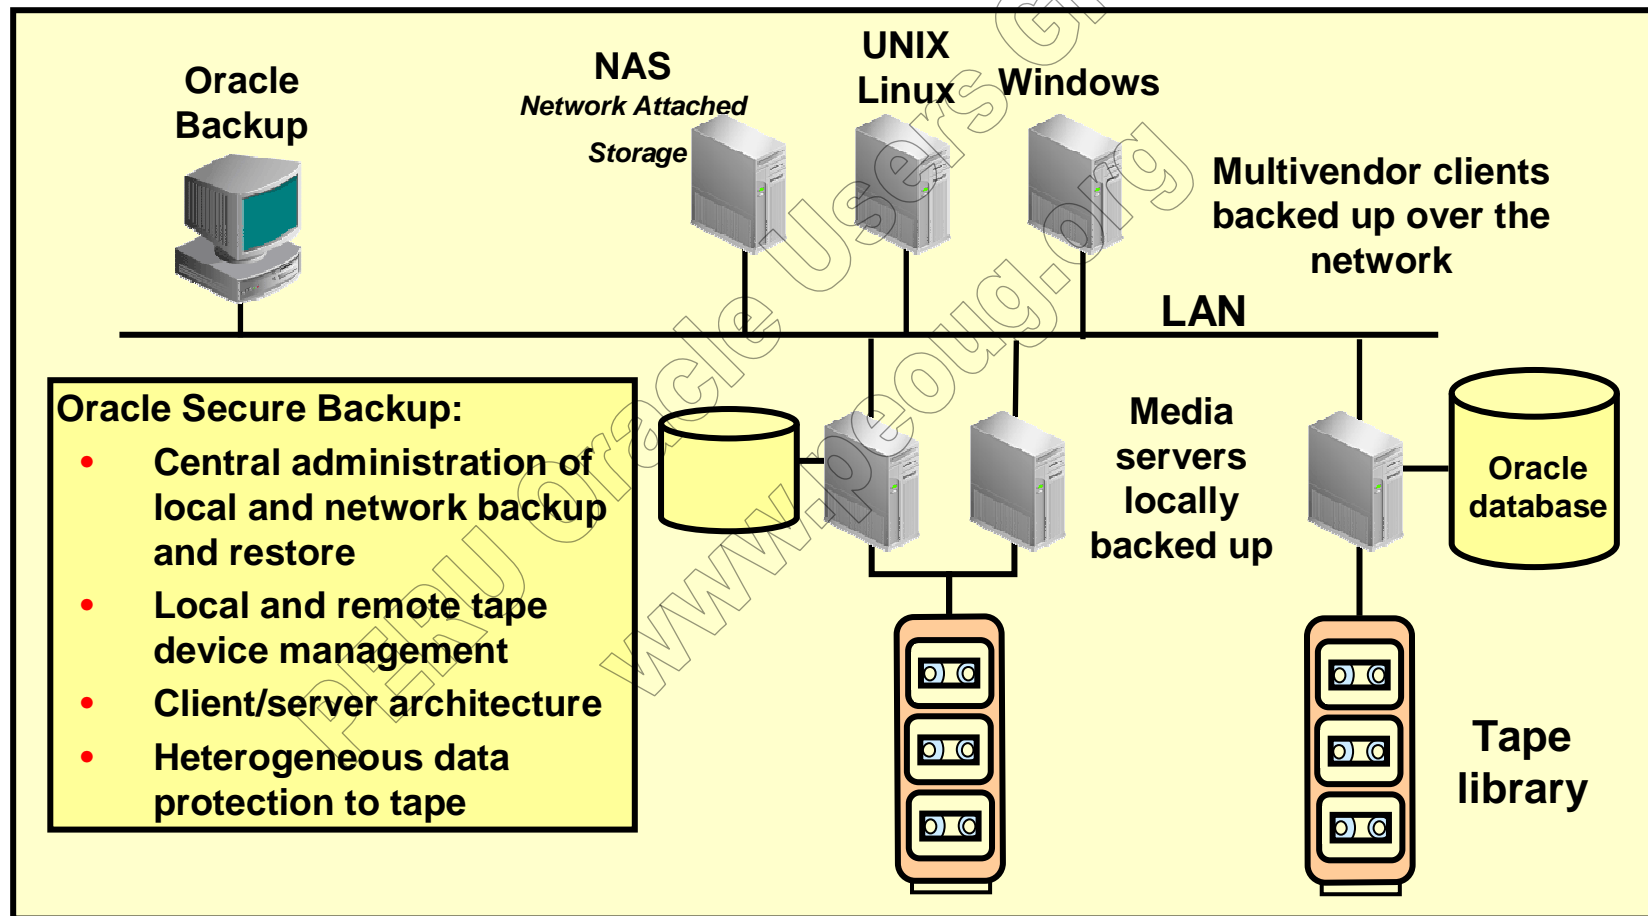 Oracle
Backup
NAS
Network Attached
Storage
UNIX
Linux
Windows
Multivendor clients
backed up over the
network
LAN
Oracle Secure Backup:
• Central administration of
local and network backup
and restore
• Local and remote tape
device management
• Client/server architecture
• Heterogeneous data
protection to tape
Media
servers
locally
backed up
Oracle
database
Tape
library
PERU Oracle Users Gr
www.peoug.org